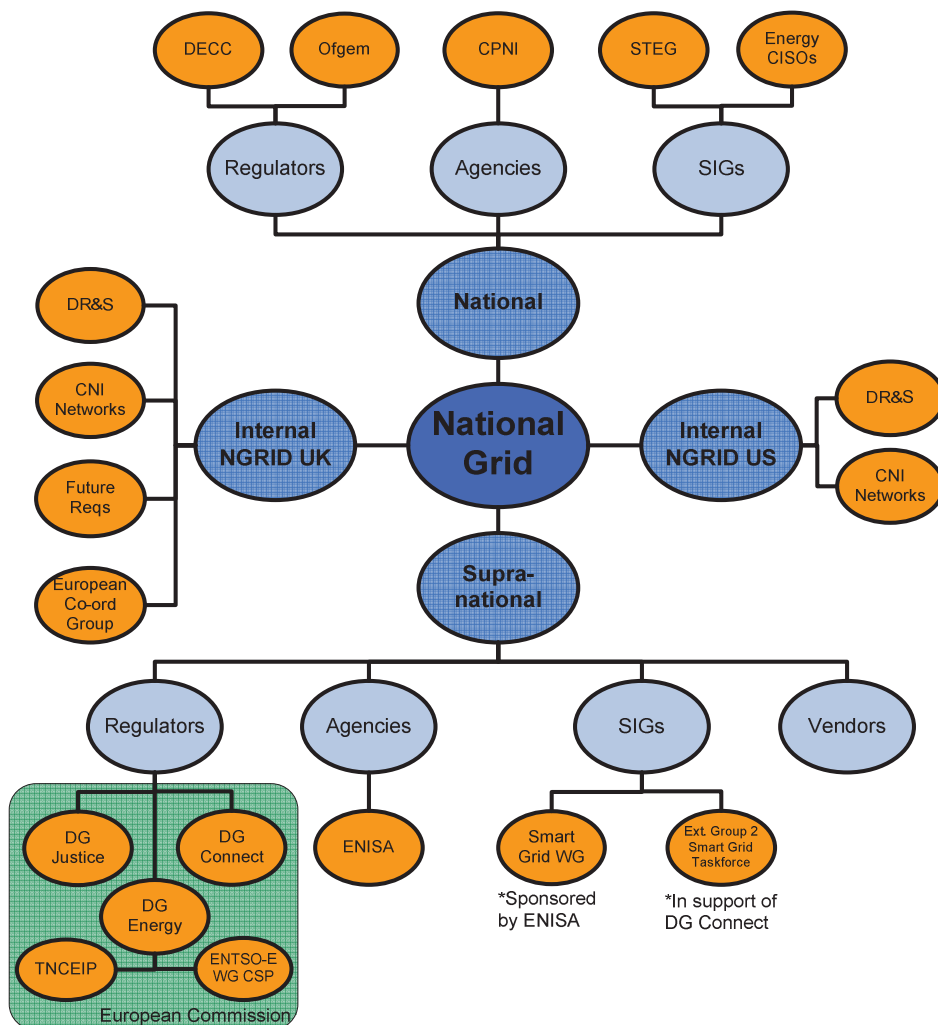 DECC
Ofgem
CPNI
STEG
Energy
CISOs
Regulators
Agencies
SIGs
National
DR&S
CNI
Networks
Future
Reqs
European
Co-ord
Group
Internal
NGRID UK
National
Grid
Internal
NGRID US
DR&S
CNI
Networks
Supra-
national
Regulators
Agencies
SIGs
Vendors
DG
Justice
DG
Connect
DG
Energy
TNCEIP
ENTSO-E
WG CSP
European Commission
ENISA
Smart
Grid WG
*Sponsored
by ENISA
Ext. Group 2
Smart Grid
Taskforce
*In support of
DG Connect